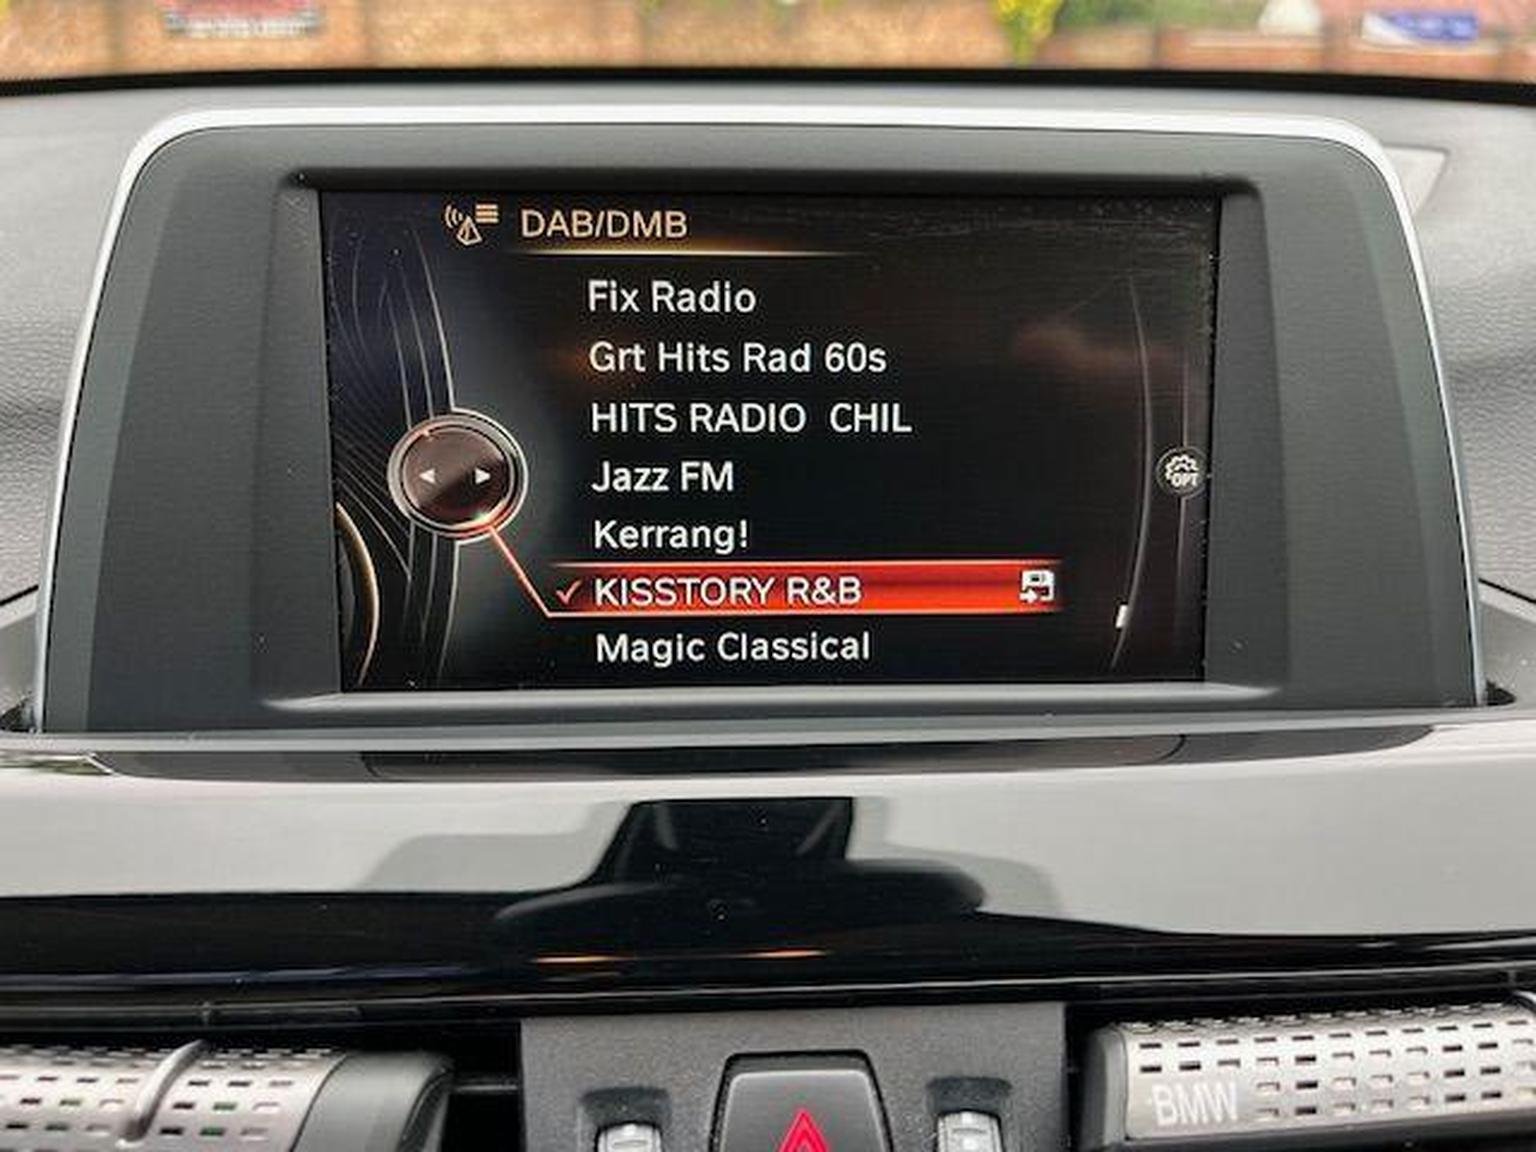 DAB/DMB
Fix Radio
Grt Hits Rad 60s
HITS RADIO  CHIL
Jazz FM
OPT
Kerrang!
KISSTORY R&B
Magic Classical
BMW